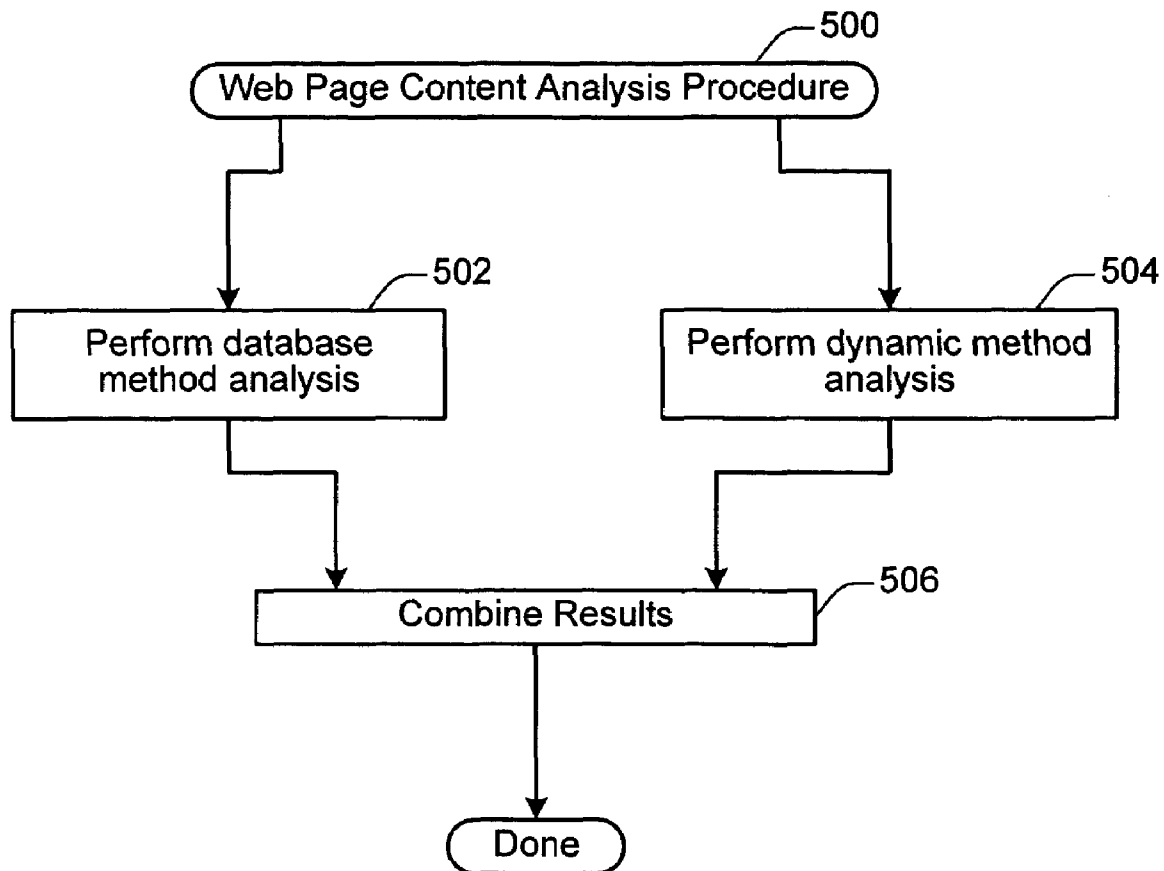 500
Web Page Content Analysis Procedure
502
504
Perform database
method analysis
Perform dynamic method
analysis
506
Combine Results
Done